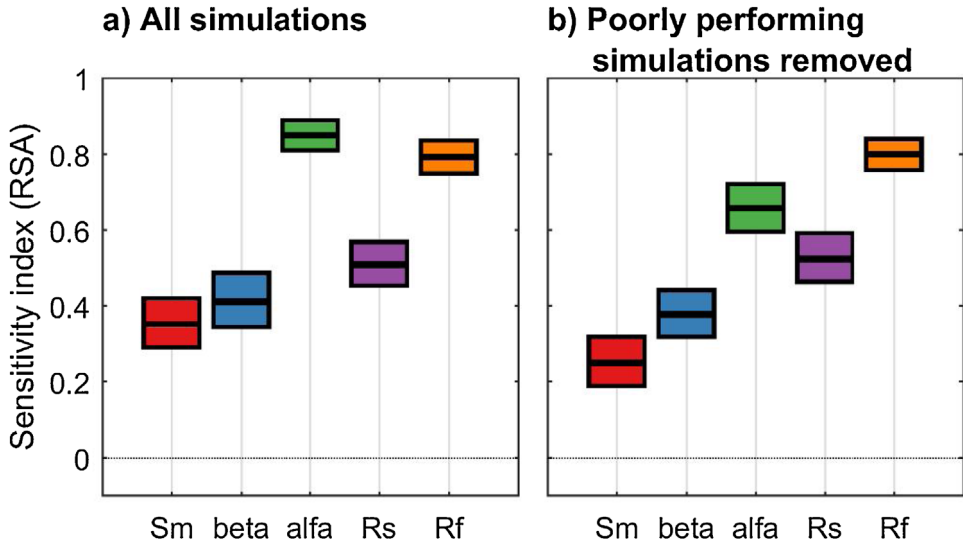 a) All simulations
b) Poorly performing
simulations removed
Sensitivity index (RSA)
1
0.8
0.6
0.4
0.2
0
Sm beta alfa Rs Rf
Sm beta alfa Rs Rf